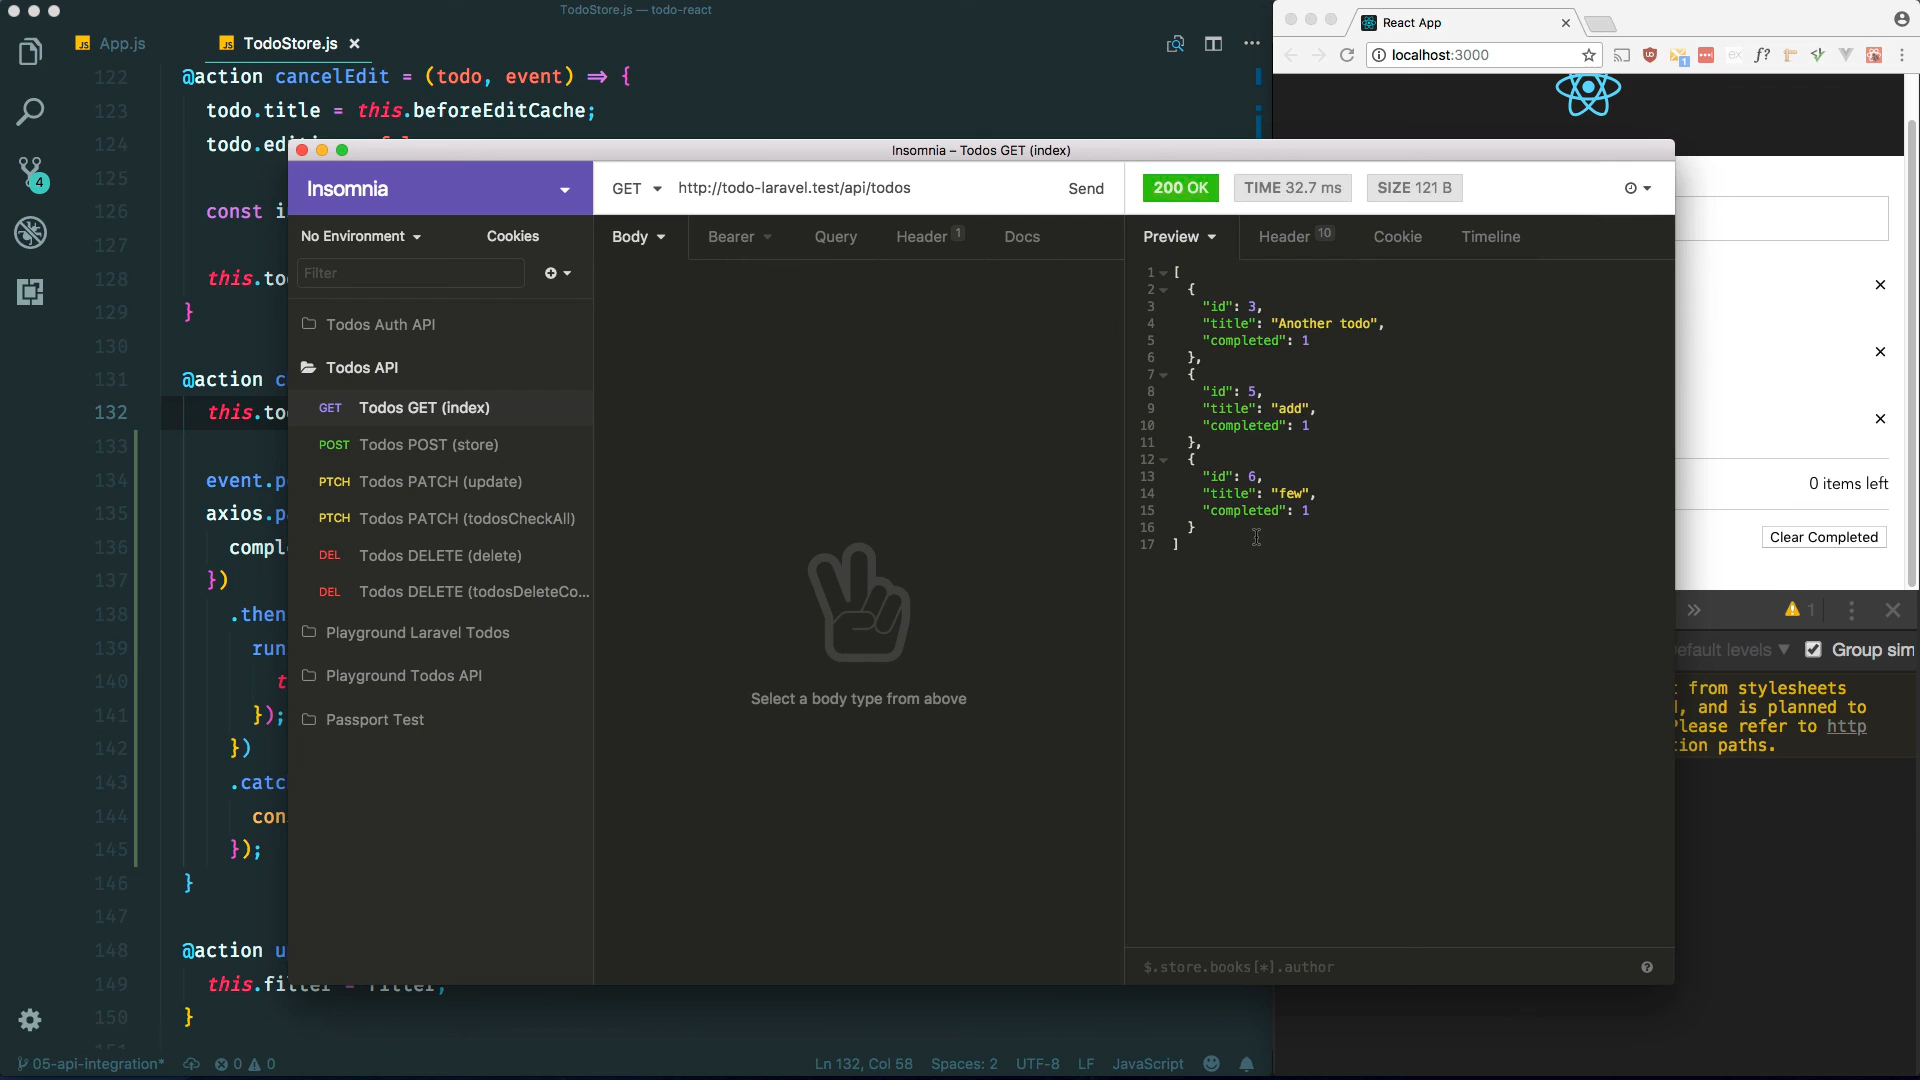 TodoStore.js — todo-react
App.js
TodoStore.js
122 @action cancelEdit = (todo, event) => {
123 todo.title = this.beforeEditCache;
124 todo.edi
125
126 const i
127
128 this.to
129 }
130
131 @action c
132 this.to
133
134 event.p
135 axios.p
136 compl
137 })
138 .then
139 run
140 t
141 });
142 })
143 .catc
144 con
145 });
146 }
147
148 @action u
149 this.filter = filter;
150 }
4
05-api-integration*
0 0
Ln 132, Col 58
Spaces: 2
UTF-8
LF
JavaScript
Insomnia – Todos GET (index)
Insomnia
GET http://todo-laravel.test/api/todos Send
200 OK TIME 32.7 ms SIZE 121 B
No Environment
Cookies
Filter
Todos Auth API
Todos API
GET Todos GET (index)
POST Todos POST (store)
PTCH Todos PATCH (update)
PTCH Todos PATCH (todosCheckAll)
DEL Todos DELETE (delete)
DEL Todos DELETE (todosDeleteCo...
Playground Laravel Todos
Playground Todos API
Passport Test
Body Bearer Query Header 1 Docs
Select a body type from above
Preview Header 10 Cookie Timeline
1 [
2 {
3 "id": 3,
4 "title": "Another todo",
5 "completed": 1
6 },
7 {
8 "id": 5,
9 "title": "add",
10 "completed": 1
11 },
12 {
13 "id": 6,
14 "title": "few",
15 "completed": 1
16 }
17 ]
$.store.books[*].author
React App
localhost:3000
1
ex
f?
×
×
×
0 items left
Clear Completed
1
efault levels
Group sim
from stylesheets
, and is planned to
lease refer to http
ion paths.